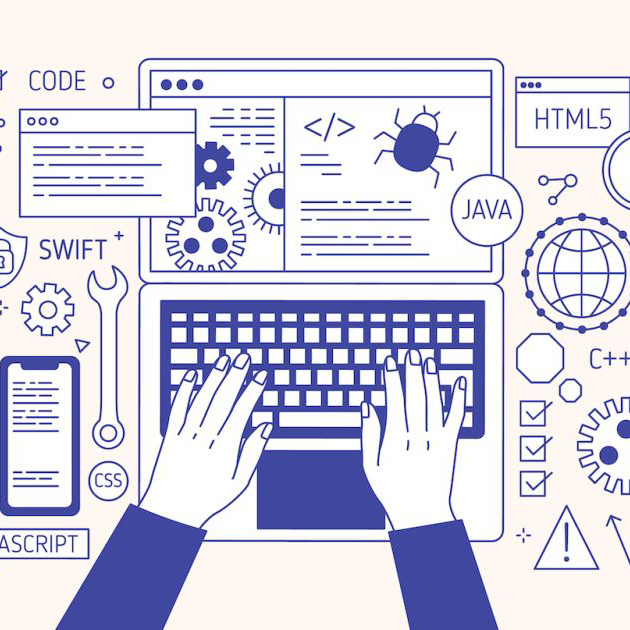 CODE
HTML5
</>
JAVA
SWIFT
C++
CSS
ASCRIPT